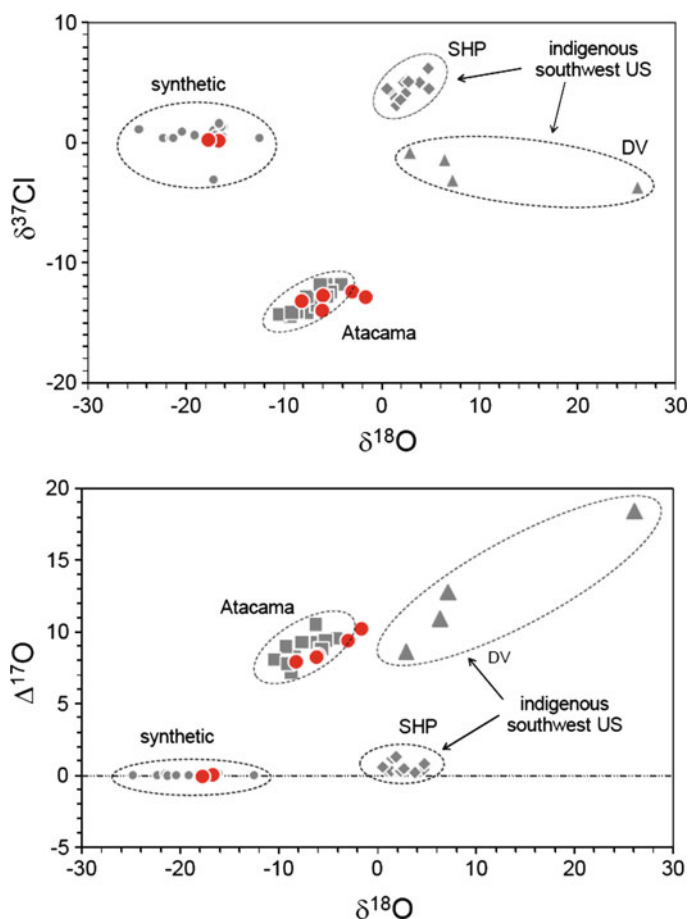 10
SHP
indigenous
southwest US
synthetic
0
DV
δ³⁷Cl
-10
Atacama
-20
-30 -20 -10 0 10 20 30
δ¹⁸O
20
15
Atacama
10
Δ¹⁷O
DV
5
indigenous
southwest US
SHP
synthetic
0
-5
-30 -20 -10 0 10 20 30
δ¹⁸O